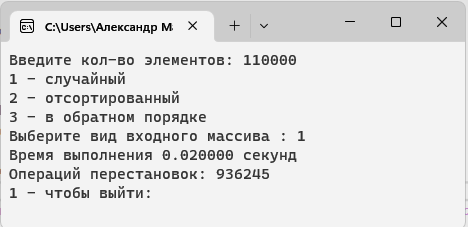 C:\Users\Александр Ма
Введите кол-во элементов: 110000
1 - случайный
2 - отсортированный
3 - в обратном порядке
Выберите вид входного массива : 1
Время выполнения 0.020000 секунд
Операций перестановок: 936245
1 - чтобы выйти: